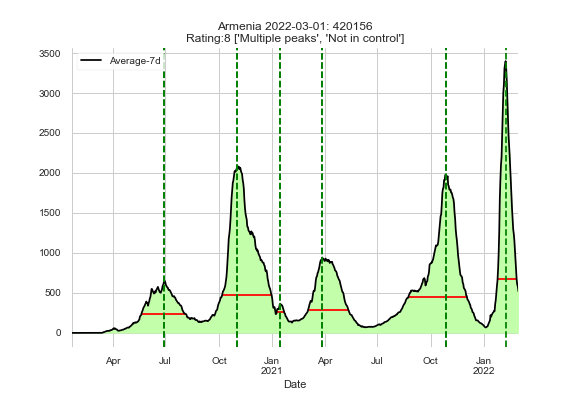 Armenia 2022-03-01: 420156
Rating:8 ['Multiple peaks', 'Not in control']
Average-7d
3500
3000
2500
2000
1500
1000
500
0
Apr Jul Oct Jan Apr Jul Oct Jan
2021 2022
Date